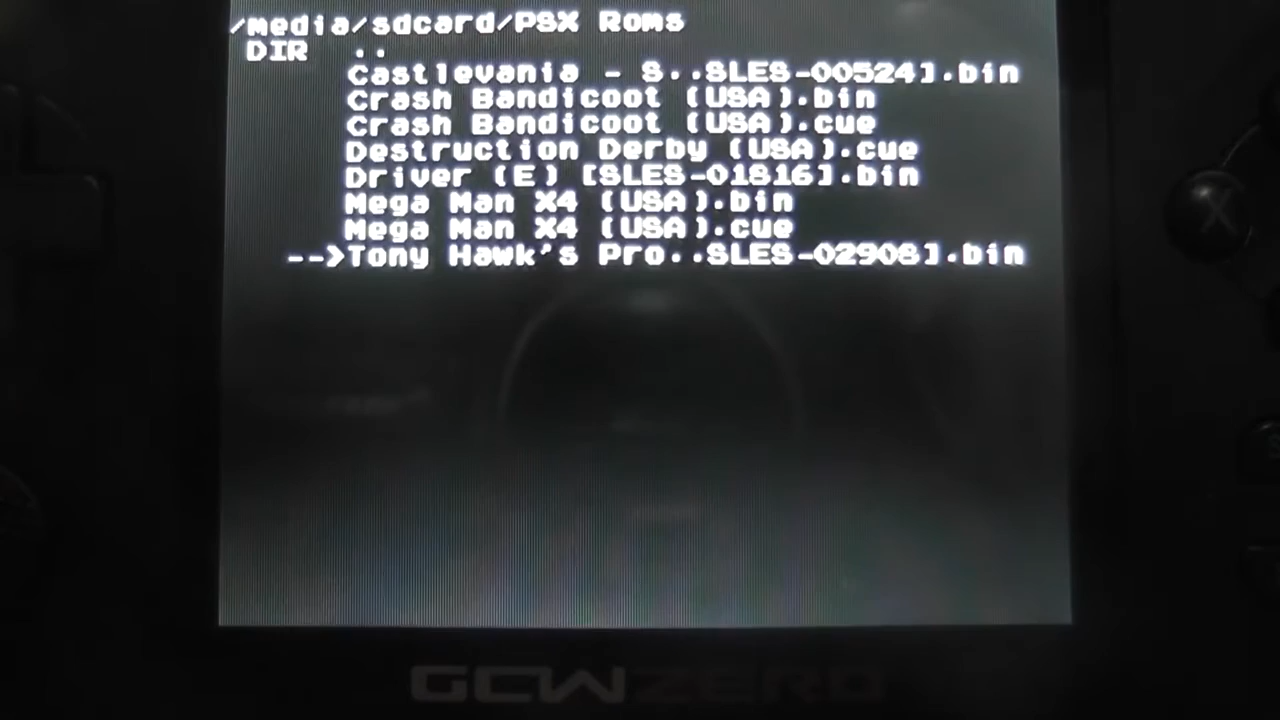 /media/sdcard/PSX Roms
DIR ..
Castlevania - S..SLES-00524].bin
Crash Bandicoot (USA).bin
Crash Bandicoot (USA).cue
Destruction Derby (USA).cue
Driver (E) [SLES-01816].bin
Mega Man X4 (USA).bin
Mega Man X4 (USA).cue
-->Tony Hawk's Pro..SLES-02908].bin
X
GCW ZERO